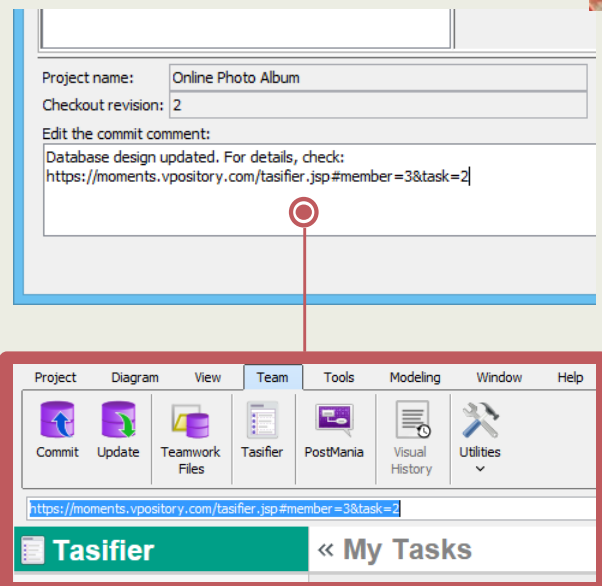 Project name: Online Photo Album
Checkout revision: 2
Edit the commit comment:
Database design updated. For details, check:
https://moments.vpository.com/tasifier.jsp#member=3&task=2
Project Diagram View Team Tools Modeling Window Help
Commit Update Teamwork Files Tasifier PostMania Visual History Utilities
https://moments.vpository.com/tasifier.jsp#member=3&task=2
Tasifier « My Tasks